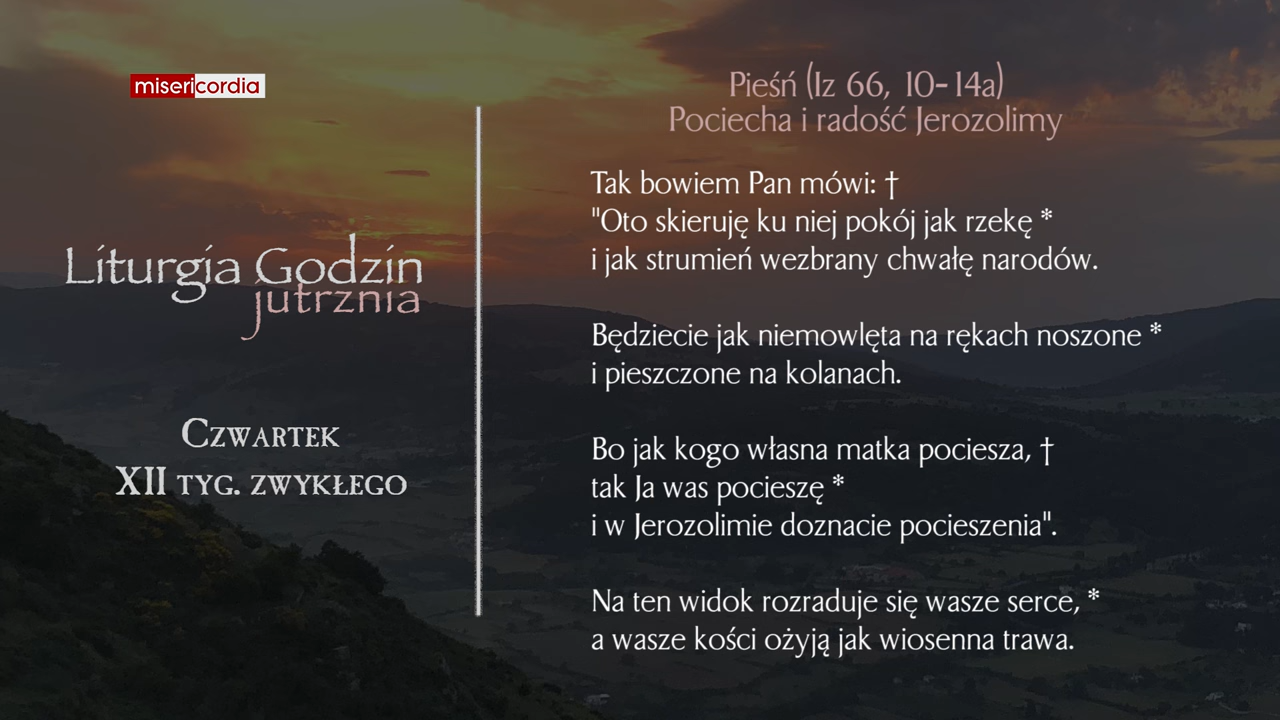 misericordia
Liturgia Godzin
jutrznia
Czwartek
XII tyg. zwykłego
Pieśń (Iz 66, 10-14a)
Pociecha i radość Jerozolimy
Tak bowiem Pan mówi: †
"Oto skieruję ku niej pokój jak rzekę *
i jak strumień wezbrany chwałę narodów.
Będziecie jak niemowlęta na rękach noszone *
i pieszczone na kolanach.
Bo jak kogo własna matka pociesza, †
tak Ja was pocieszę *
i w Jerozolimie doznacie pocieszenia".
Na ten widok rozraduje się wasze serce, *
a wasze kości ożyją jak wiosenna trawa.